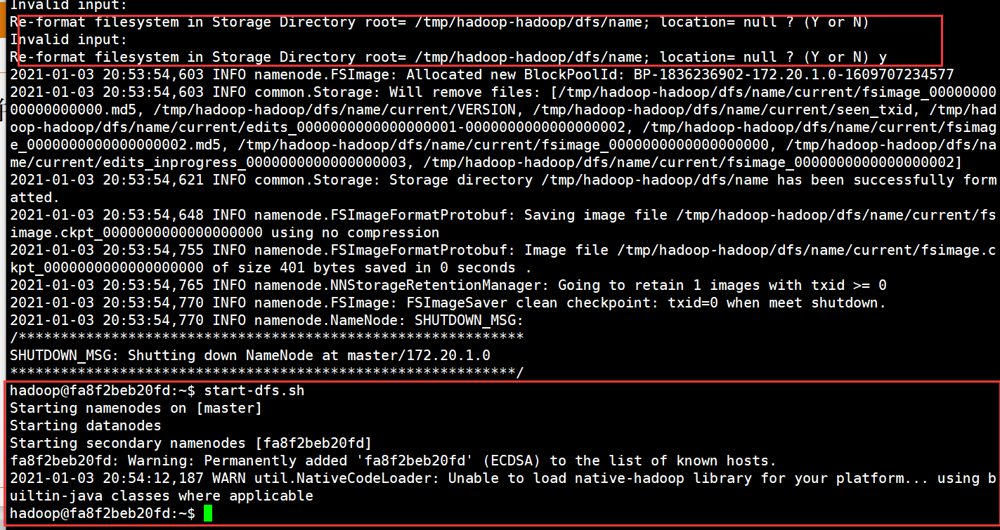 Invalid input:
Re-format filesystem in Storage Directory root= /tmp/hadoop-hadoop/dfs/name; location= null ? (Y or N)
Invalid input:
Re-format filesystem in Storage Directory root= /tmp/hadoop-hadoop/dfs/name; location= null ? (Y or N) y
2021-01-03 20:53:54,603 INFO namenode.FSImage: Allocated new BlockPoolId: BP-1836236902-172.20.1.0-1609707234577
2021-01-03 20:53:54,603 INFO common.Storage: Will remove files: [/tmp/hadoop-hadoop/dfs/name/current/fsimage_00000000
00000000000.md5, /tmp/hadoop-hadoop/dfs/name/current/VERSION, /tmp/hadoop-hadoop/dfs/name/current/seen_txid, /tmp/had
oop-hadoop/dfs/name/current/edits_0000000000000000001-0000000000000000002, /tmp/hadoop-hadoop/dfs/name/current/fsimag
e_0000000000000000002.md5, /tmp/hadoop-hadoop/dfs/name/current/fsimage_0000000000000000000, /tmp/hadoop-hadoop/dfs/na
me/current/edits_inprogress_0000000000000000003, /tmp/hadoop-hadoop/dfs/name/current/fsimage_0000000000000000002]
2021-01-03 20:53:54,621 INFO common.Storage: Storage directory /tmp/hadoop-hadoop/dfs/name has been successfully form
atted.
2021-01-03 20:53:54,648 INFO namenode.FSImageFormatProtobuf: Saving image file /tmp/hadoop-hadoop/dfs/name/current/fs
image.ckpt_0000000000000000000 using no compression
2021-01-03 20:53:54,755 INFO namenode.FSImageFormatProtobuf: Image file /tmp/hadoop-hadoop/dfs/name/current/fsimage.c
kpt_0000000000000000000 of size 401 bytes saved in 0 seconds .
2021-01-03 20:53:54,765 INFO namenode.NNStorageRetentionManager: Going to retain 1 images with txid >= 0
2021-01-03 20:53:54,770 INFO namenode.FSImage: FSImageSaver clean checkpoint: txid=0 when meet shutdown.
2021-01-03 20:53:54,770 INFO namenode.NameNode: SHUTDOWN_MSG:
/************************************************************
SHUTDOWN_MSG: Shutting down NameNode at master/172.20.1.0
************************************************************/
hadoop@fa8f2beb20fd:~$ start-dfs.sh
Starting namenodes on [master]
Starting datanodes
Starting secondary namenodes [fa8f2beb20fd]
fa8f2beb20fd: Warning: Permanently added 'fa8f2beb20fd' (ECDSA) to the list of known hosts.
2021-01-03 20:54:12,187 WARN util.NativeCodeLoader: Unable to load native-hadoop library for your platform... using b
uiltin-java classes where applicable
hadoop@fa8f2beb20fd:~$